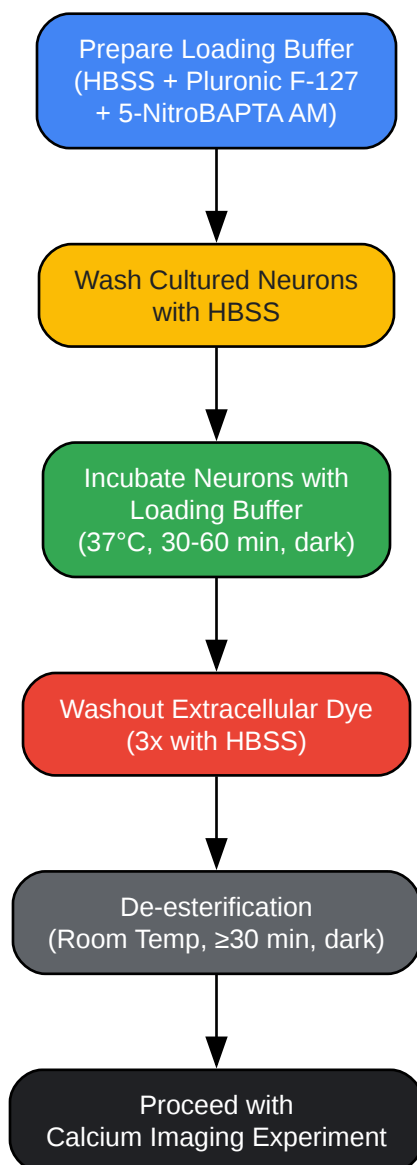 Prepare Loading Buffer
(HBSS + Pluronic F-127
+ 5-NitroBAPTA AM)
Wash Cultured Neurons
with HBSS
Incubate Neurons with
Loading Buffer
(37°C, 30-60 min, dark)
Washout Extracellular Dye
(3x with HBSS)
De-esterification
(Room Temp, ≥30 min, dark)
Proceed with
Calcium Imaging Experiment